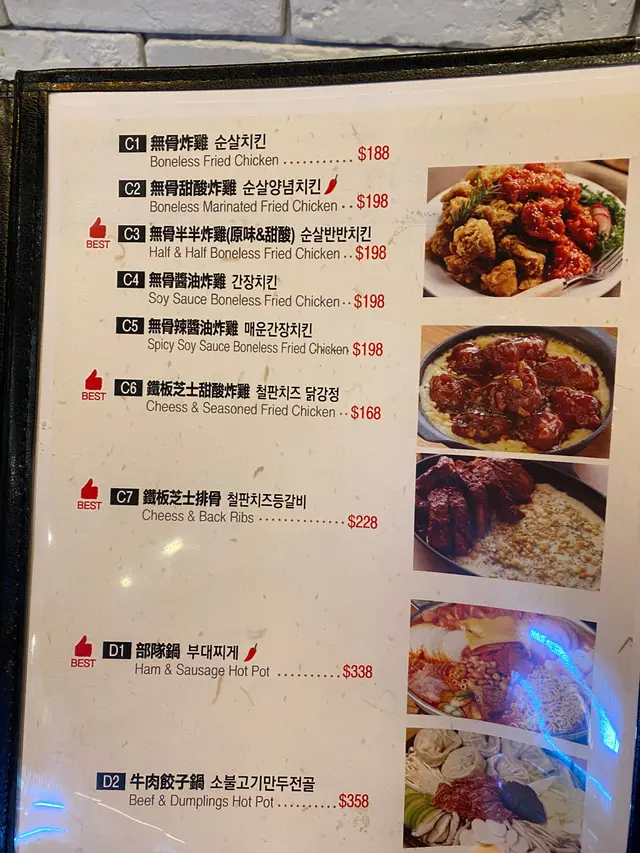 C1 無骨炸雞 순살치킨
Boneless Fried Chicken ........... $188
C2 無骨甜酸炸雞 순살양념치킨
Boneless Marinated Fried Chicken .. $198
BEST C3 無骨半半炸雞(原味&甜酸) 순살반반치킨
Half & Half Boneless Fried Chicken .. $198
C4 無骨醬油炸雞 간장치킨
Soy Sauce Boneless Fried Chicken .. $198
C5 無骨辣醬油炸雞 매운간장치킨
Spicy Soy Sauce Boneless Fried Chicken $198
BEST C6 鐵板芝士甜酸炸雞 철판치즈 닭강정
Cheess & Seasoned Fried Chicken .. $168
BEST C7 鐵板芝士排骨 철판치즈등갈비
Cheess & Back Ribs ............. $228
BEST D1 部隊鍋 부대찌게
Ham & Sausage Hot Pot .......... $338
D2 牛肉餃子鍋 소불고기만두전골
Beef & Dumplings Hot Pot .......... $358